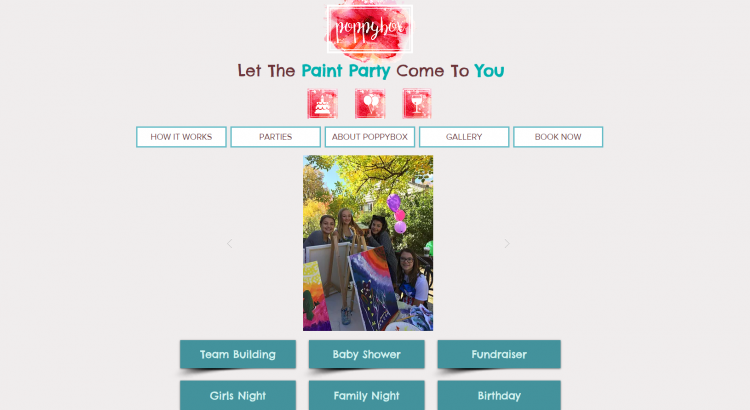 poppybox
Let The Paint Party Come To You
HOW IT WORKS
PARTIES
ABOUT POPPYBOX
GALLERY
BOOK NOW
Team Building
Baby Shower
Fundraiser
Girls Night
Family Night
Birthday